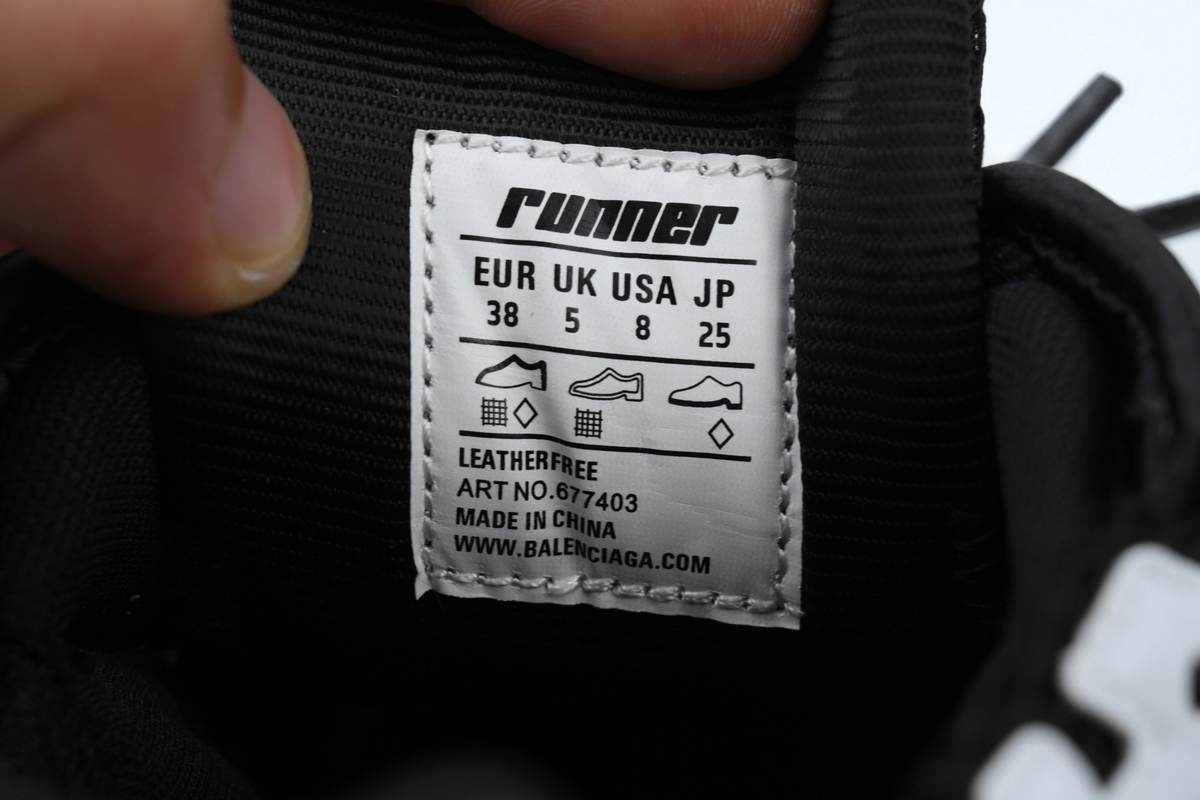 runner
EUR UK USA JP
38 5 8 25
LEATHERFREE
ART NO.677403
MADE IN CHINA
WWW.BALENCIAGA.COM